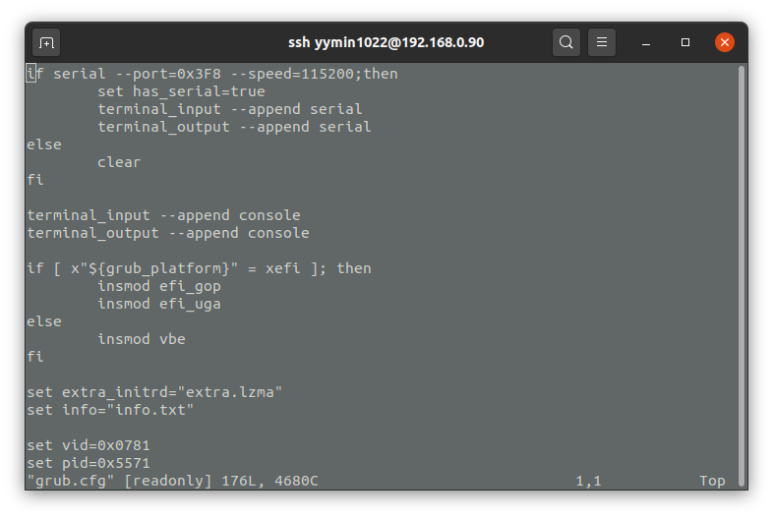 ssh yymin1022@192.168.0.90
if serial --port=0x3F8 --speed=115200;then
        set has_serial=true
        terminal_input --append serial
        terminal_output --append serial
else
        clear
fi

terminal_input --append console
terminal_output --append console

if [ x"${grub_platform}" = xefi ]; then
        insmod efi_gop
        insmod efi_uga
else
        insmod vbe
fi

set extra_initrd="extra.lzma"
set info="info.txt"

set vid=0x0781
set pid=0x5571
"grub.cfg" [readonly] 176L, 4680C                             1,1           Top